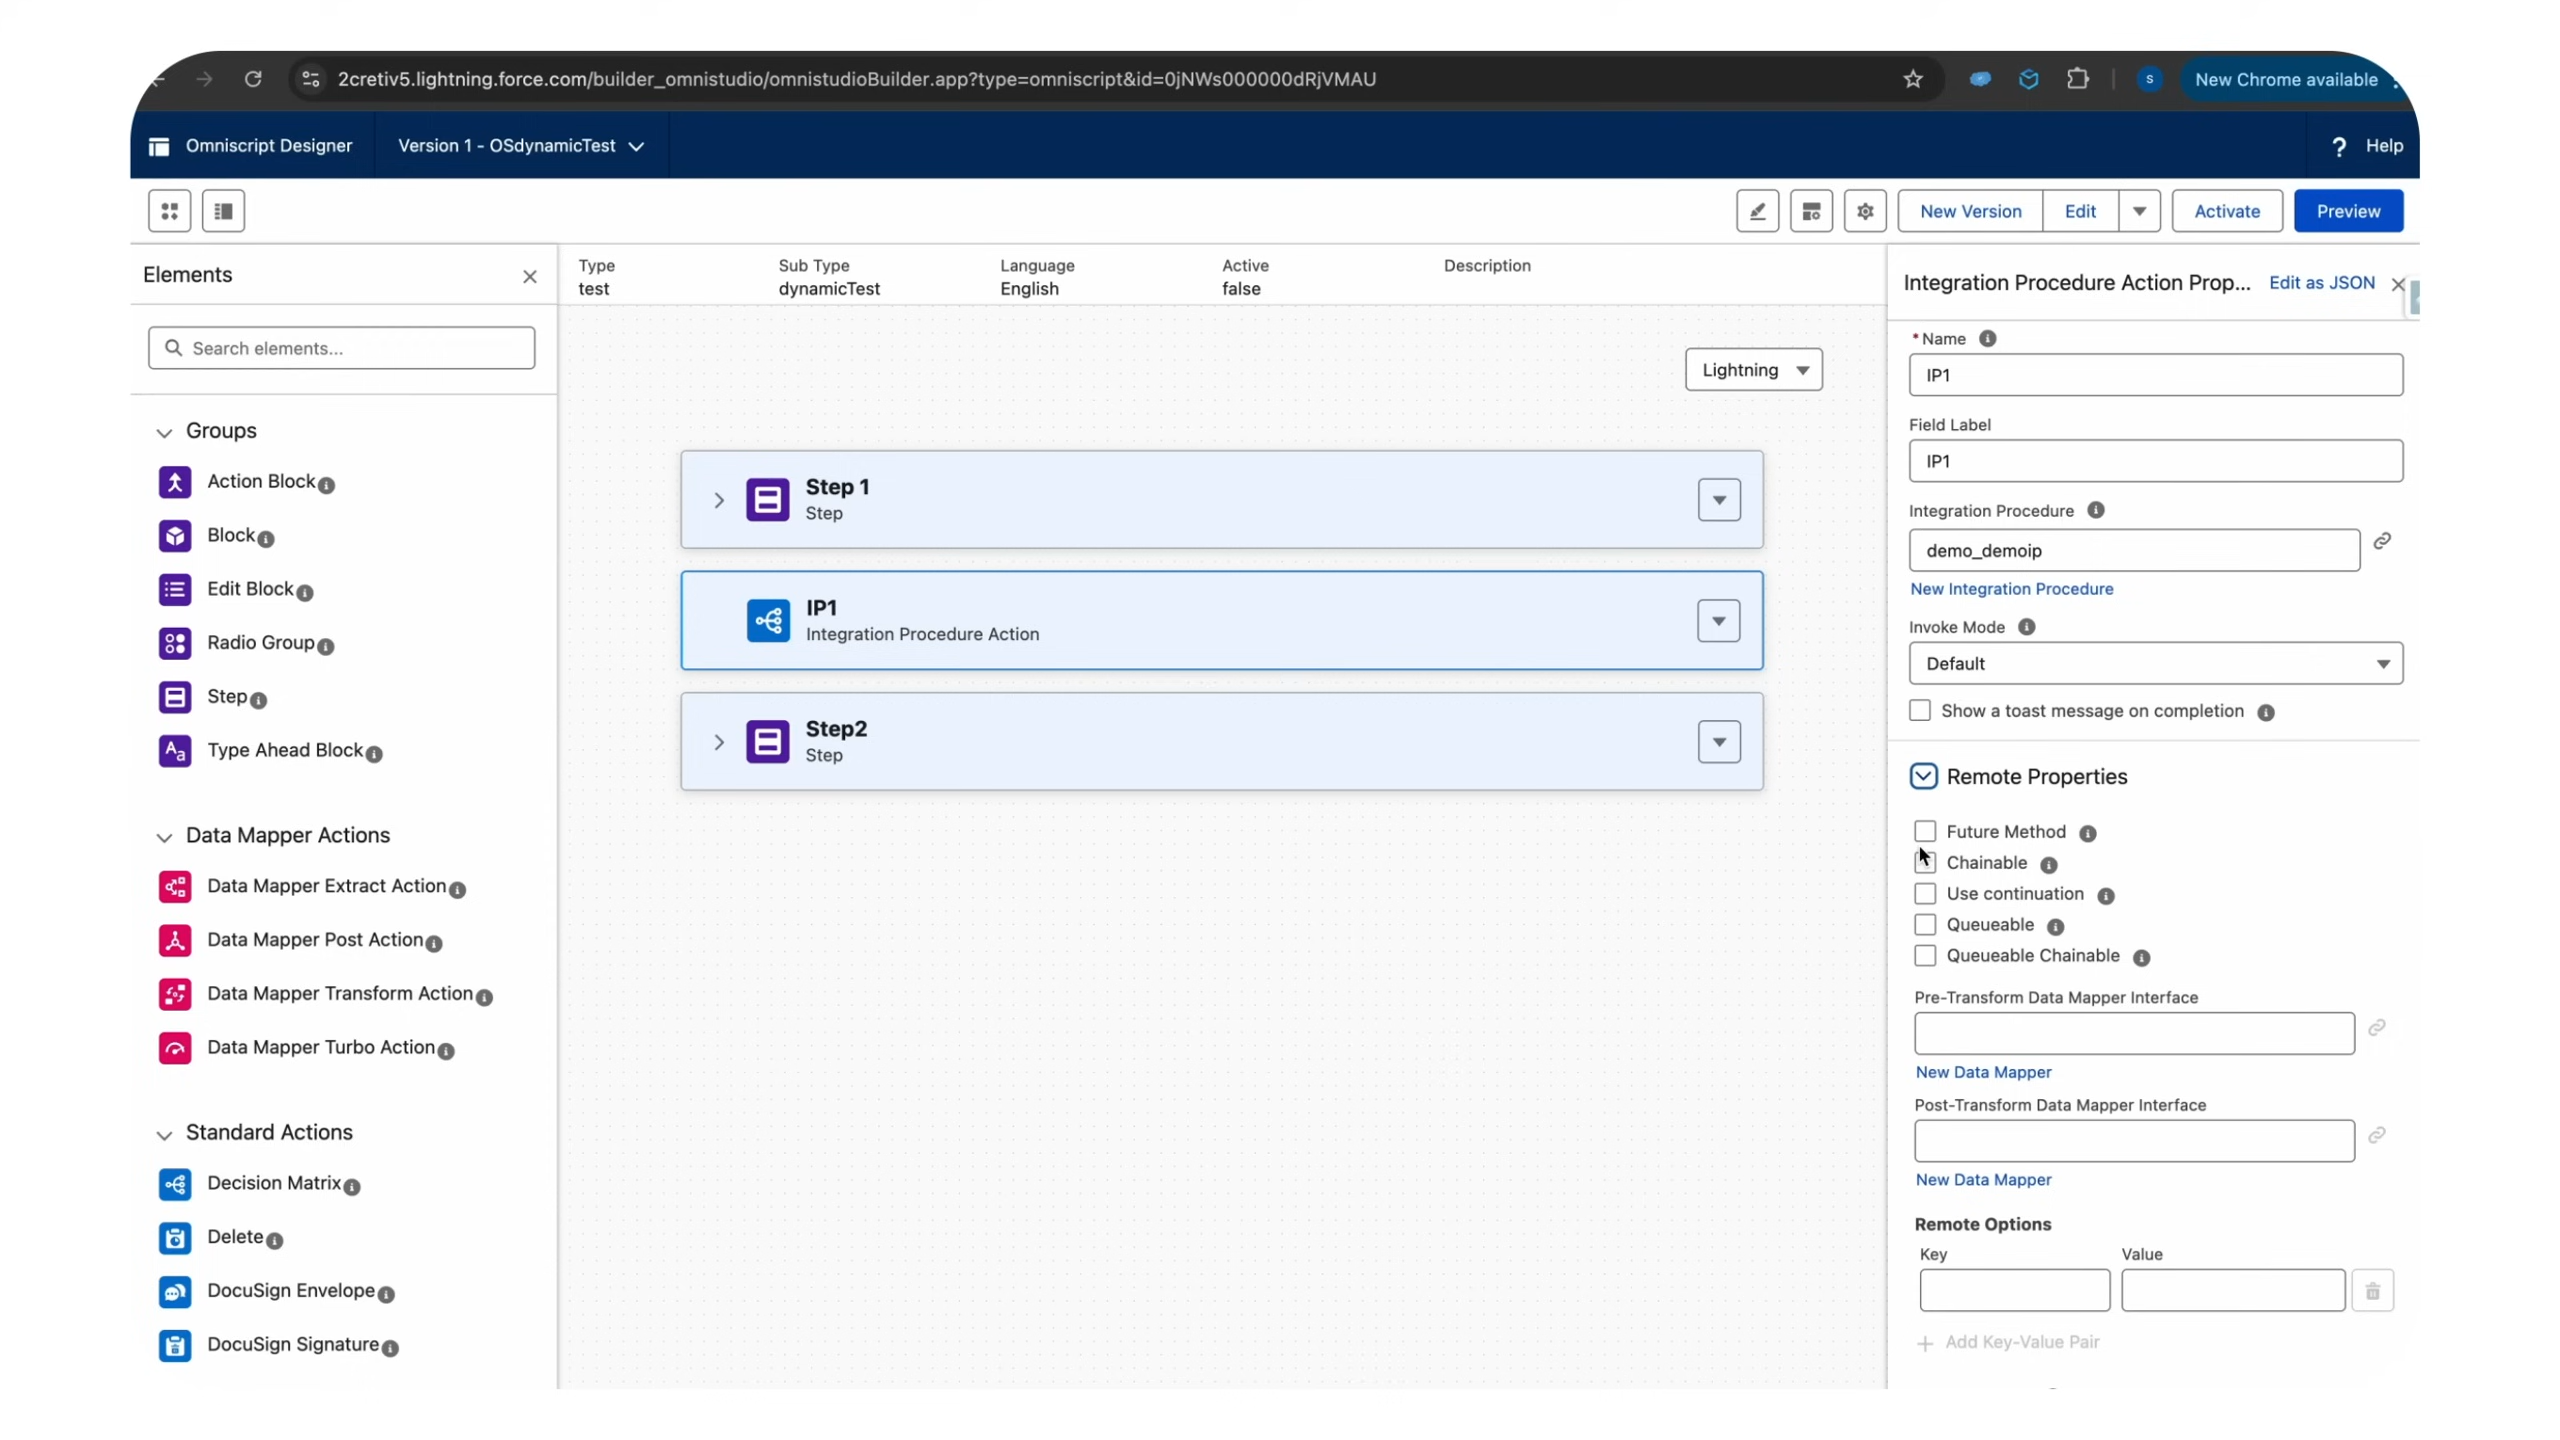 2cretiv5.lightning.force.com/builder_omnistudio/omnistudioBuilder.app?type=omniscript&id=0jNWs000000dRjVMAU
S
New Chrome available
Omniscript Designer
Version 1 - OSdynamicTest
? Help
New Version
Edit
Activate
Preview
Elements
Search elements...
Groups
Action Block
Block
Edit Block
Radio Group
Step
Type Ahead Block
Data Mapper Actions
Data Mapper Extract Action
Data Mapper Post Action
Data Mapper Transform Action
Data Mapper Turbo Action
Standard Actions
Decision Matrix
Delete
DocuSign Envelope
DocuSign Signature
Type
test
Sub Type
dynamicTest
Language
English
Active
false
Description
Lightning
Step 1
Step
IP1
Integration Procedure Action
Step2
Step
Integration Procedure Action Prop...
Edit as JSON
*Name
IP1
Field Label
IP1
Integration Procedure
demo_demoip
New Integration Procedure
Invoke Mode
Default
Show a toast message on completion
Remote Properties
Future Method
Chainable
Use continuation
Queueable
Queueable Chainable
Pre-Transform Data Mapper Interface
New Data Mapper
Post-Transform Data Mapper Interface
New Data Mapper
Remote Options
Key
Value
+ Add Key-Value Pair